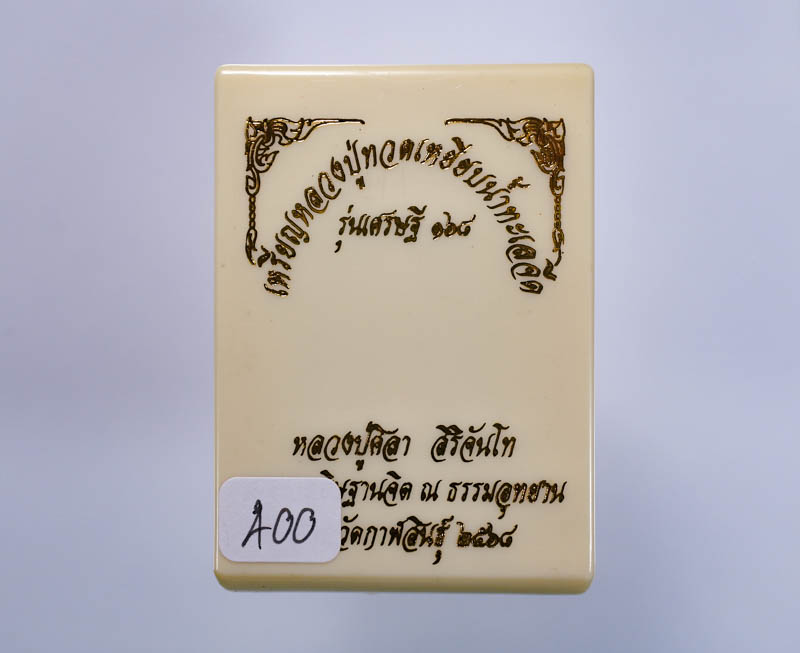 เหรียญหลวงปู่ทวดเหยียบน้ำทะเลจืด
รุ่นเศรษฐี ๑๖๘
หลวงปู่ศิลา สิริจันโท
ษฐานจิต ณ ธรรมอุทยาน
วัดกาฬสินธุ์ ๒๕๖๘
A00